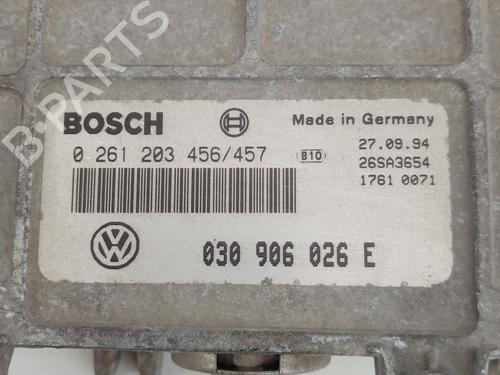 B-PARTS
BOSCH
Made in Germany
0 261 203 456/457
B10
27.09.94
26SA3654
1761 0071
VW
030 906 026 E